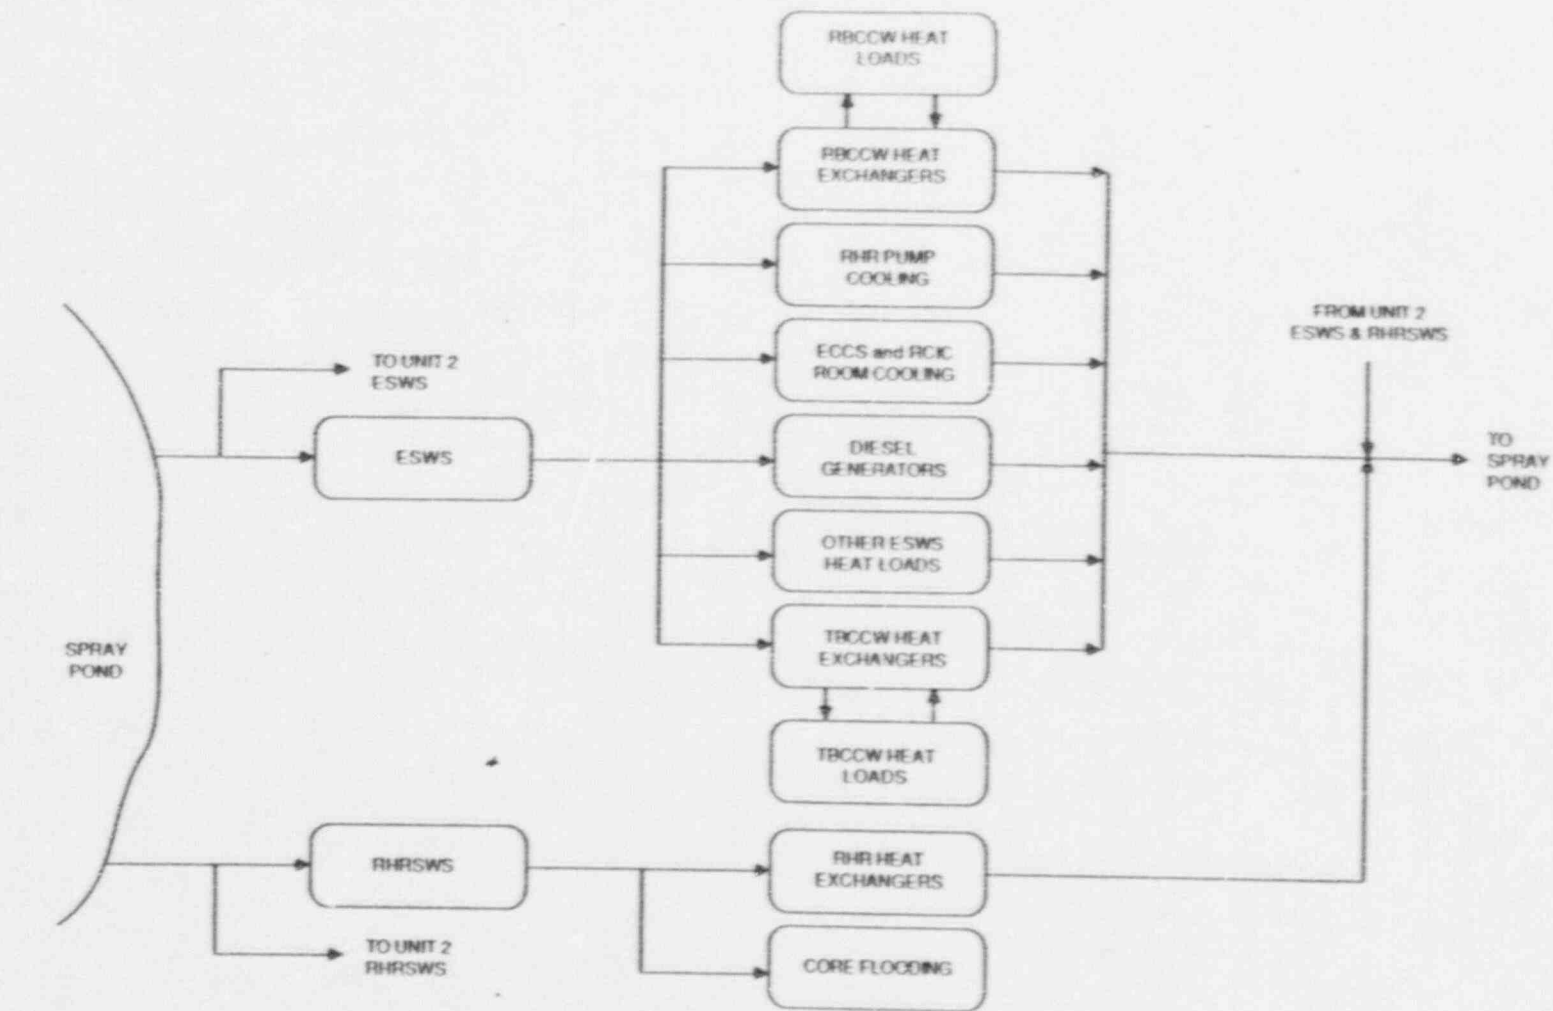 RBCCW HEAT
LOADS
RBCCW HEAT
EXCHANGERS
RHR PUMP
COOLING
FROM UNIT 2
ESWS & RHRSWS
ECCS and RCIC
ROOM COOLING
TO UNIT 2
ESWS
ESWS
DIESEL
GENERATORS
TO
SPRAY
POND
OTHER ESWS
HEAT LOADS
SPRAY
POND
TBCCW HEAT
EXCHANGERS
TBCCW HEAT
LOADS
RHRSWS
RHR HEAT
EXCHANGERS
TO UNIT 2
RHRSWS
CORE FLOODING